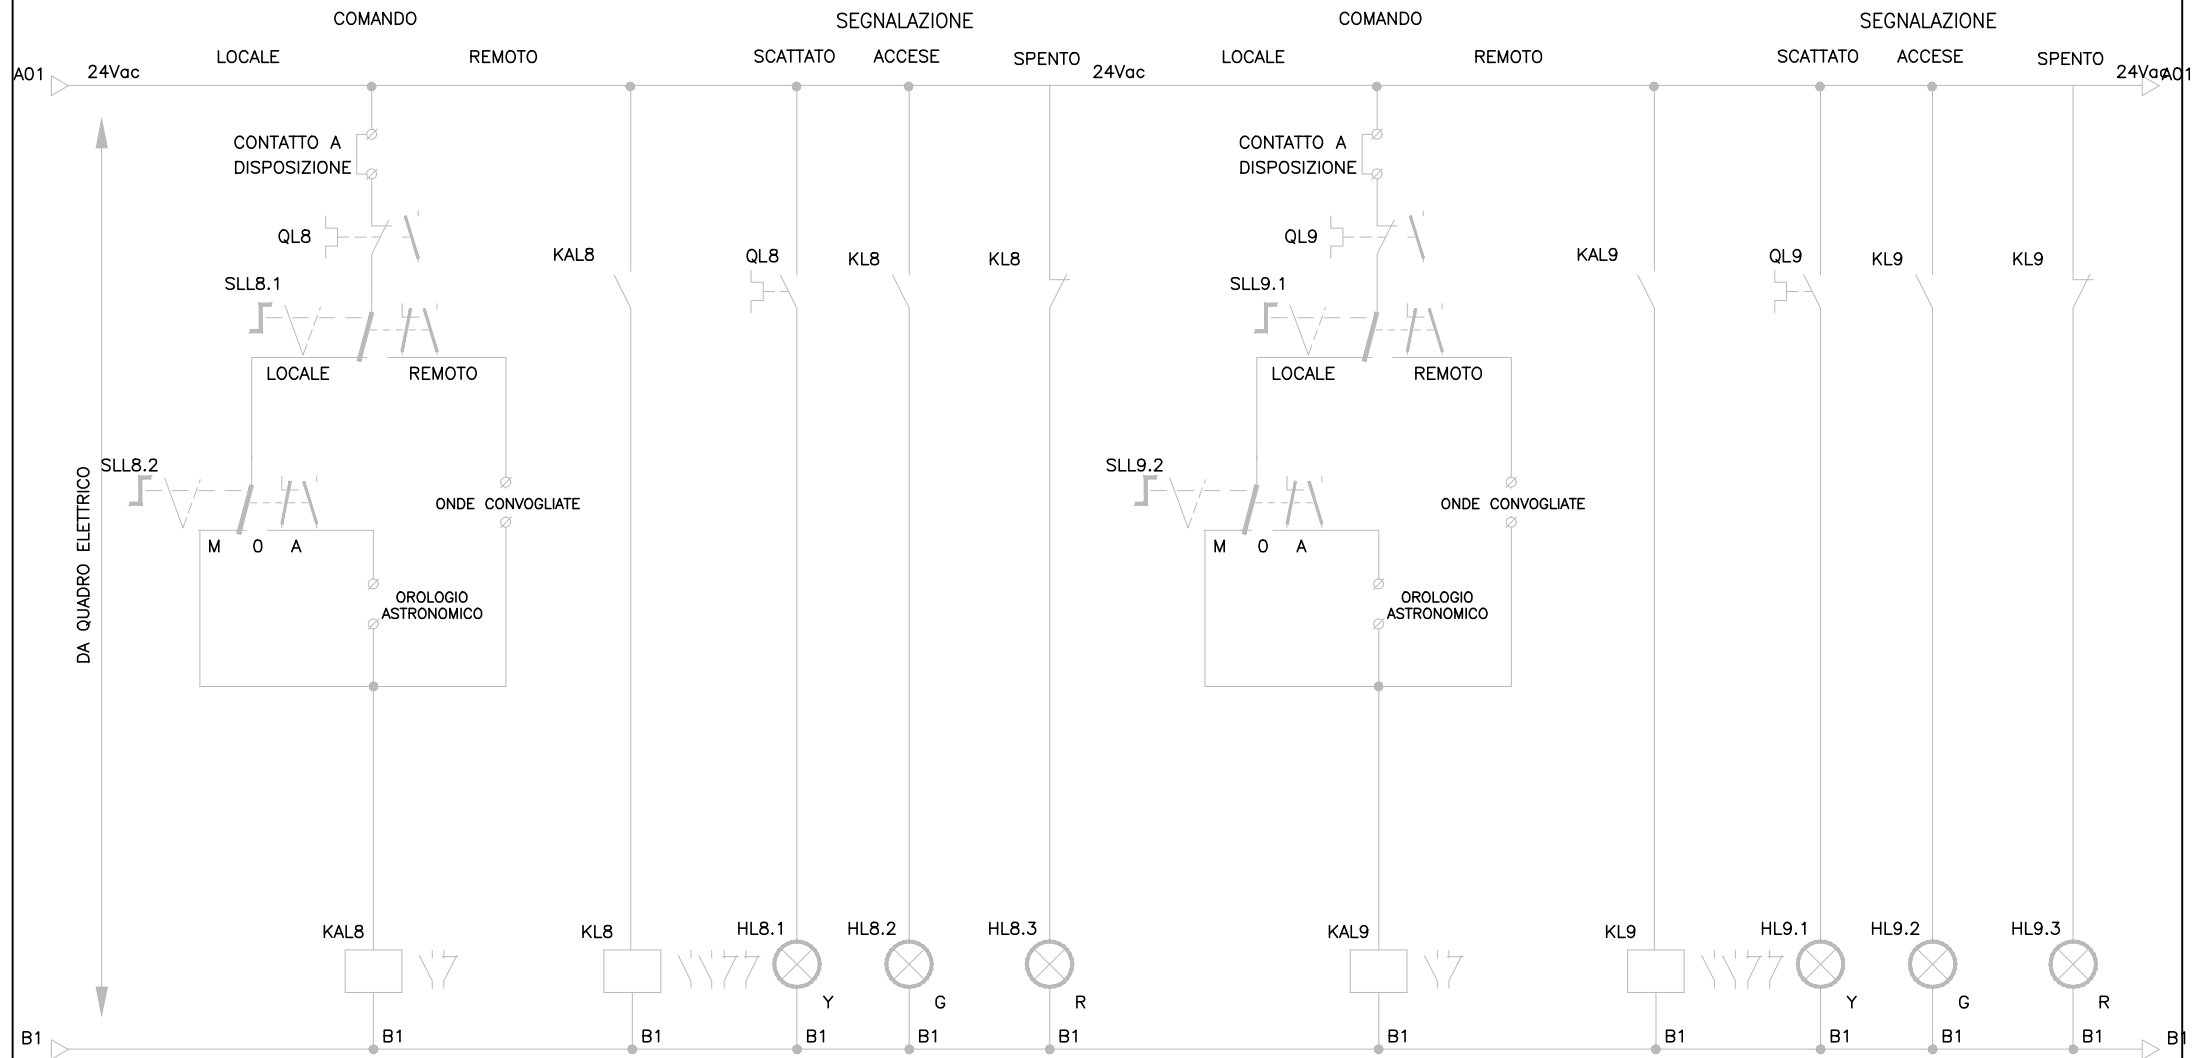 COMANDO
SEGNALAZIONE
COMANDO
SEGNALAZIONE
LOCALE
REMOTO
SCATTATO
ACCESE
SPENTO
LOCALE
REMOTO
SCATTATO
ACCESE
SPENTO
A01
24Vac
24Vac
24Vac
A01
CONTATTO A
DISPOSIZIONE
CONTATTO A
DISPOSIZIONE
QL8
KAL8
QL8
KL8
KL8
QL9
KAL9
QL9
KL9
KL9
SLL8.1
SLL9.1
LOCALE
REMOTO
LOCALE
REMOTO
SLL8.2
SLL9.2
DA QUADRO ELETTRICO
ONDE CONVOGLIATE
ONDE CONVOGLIATE
M O A
M O A
OROLOGIO
ASTRONOMICO
OROLOGIO
ASTRONOMICO
KAL8
KL8
HL8.1
HL8.2
HL8.3
KAL9
KL9
HL9.1
HL9.2
HL9.3
Y
G
R
Y
G
R
B1
B1
B1
B1
B1
B1
B1
B1
B1
B1
B1
B1